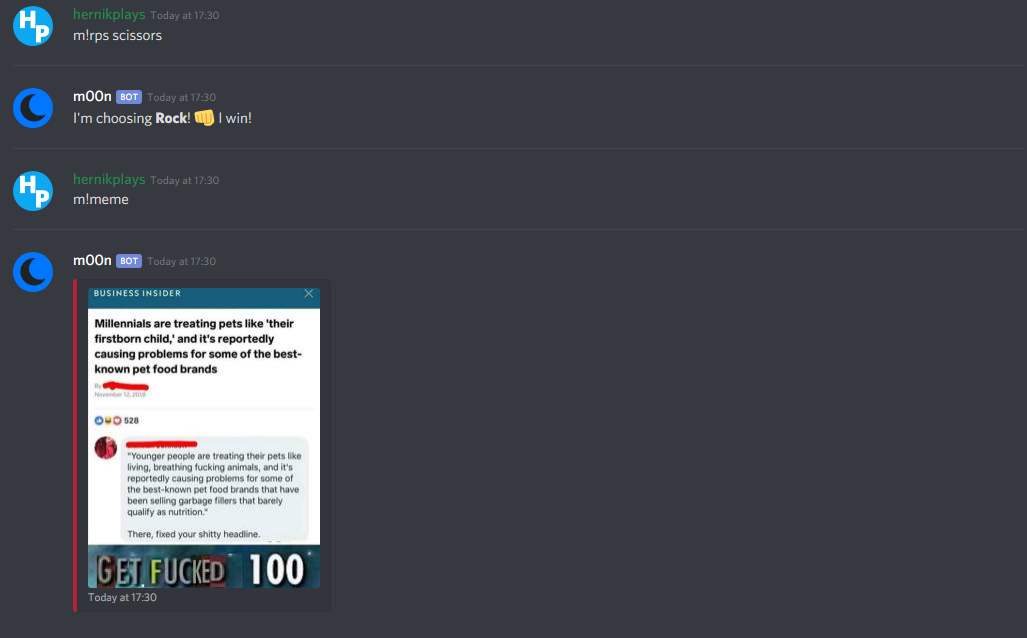 HP
hernikplays Today at 17:30
m!rps scissors
m00n BOT Today at 17:30
I'm choosing Rock! 👊 I win!
HP
hernikplays Today at 17:30
m!meme
m00n BOT Today at 17:30
BUSINESS INSIDER
Millennials are treating pets like 'their
firstborn child,' and it's reportedly
causing problems for some of the best-
known pet food brands
By
November 12, 2018
528
"Younger people are treating their pets like
living, breathing fucking animals, and it's
reportedly causing problems for some of
the best-known pet food brands that have
been selling garbage fillers that barely
qualify as nutrition."
There, fixed your shitty headline.
GET FUCKED 100
Today at 17:30